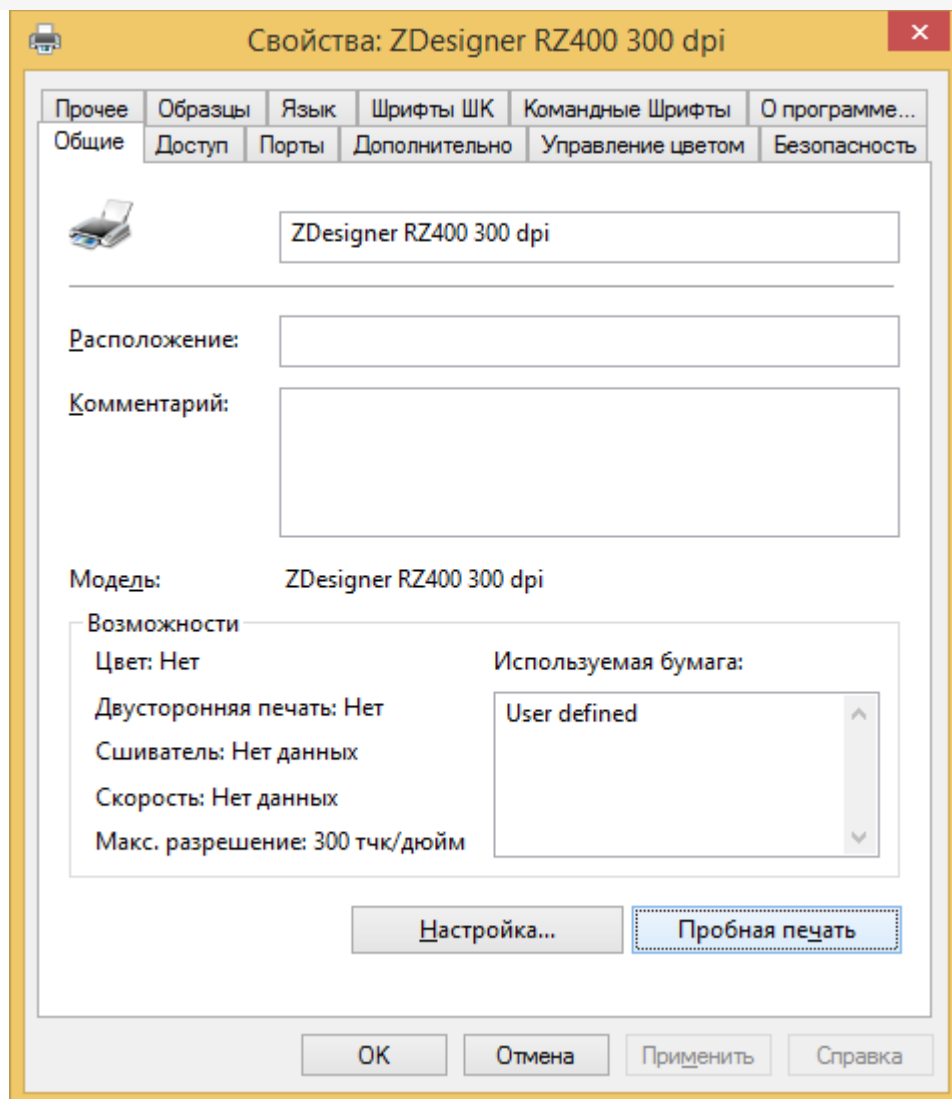 Свойства: ZDesigner RZ400 300 dpi
Прочее Образцы Язык Шрифты ШК Командные Шрифты О программе...
Общие Доступ Порты Дополнительно Управление цветом Безопасность
ZDesigner RZ400 300 dpi
Расположение:
Комментарий:
Модель: ZDesigner RZ400 300 dpi
Возможности
Цвет: Нет
Используемая бумага:
Двусторонняя печать: Нет
User defined
Сшиватель: Нет данных
Скорость: Нет данных
Макс. разрешение: 300 тчк/дюйм
Настройка... Пробная печать
OK Отмена Применить Справка